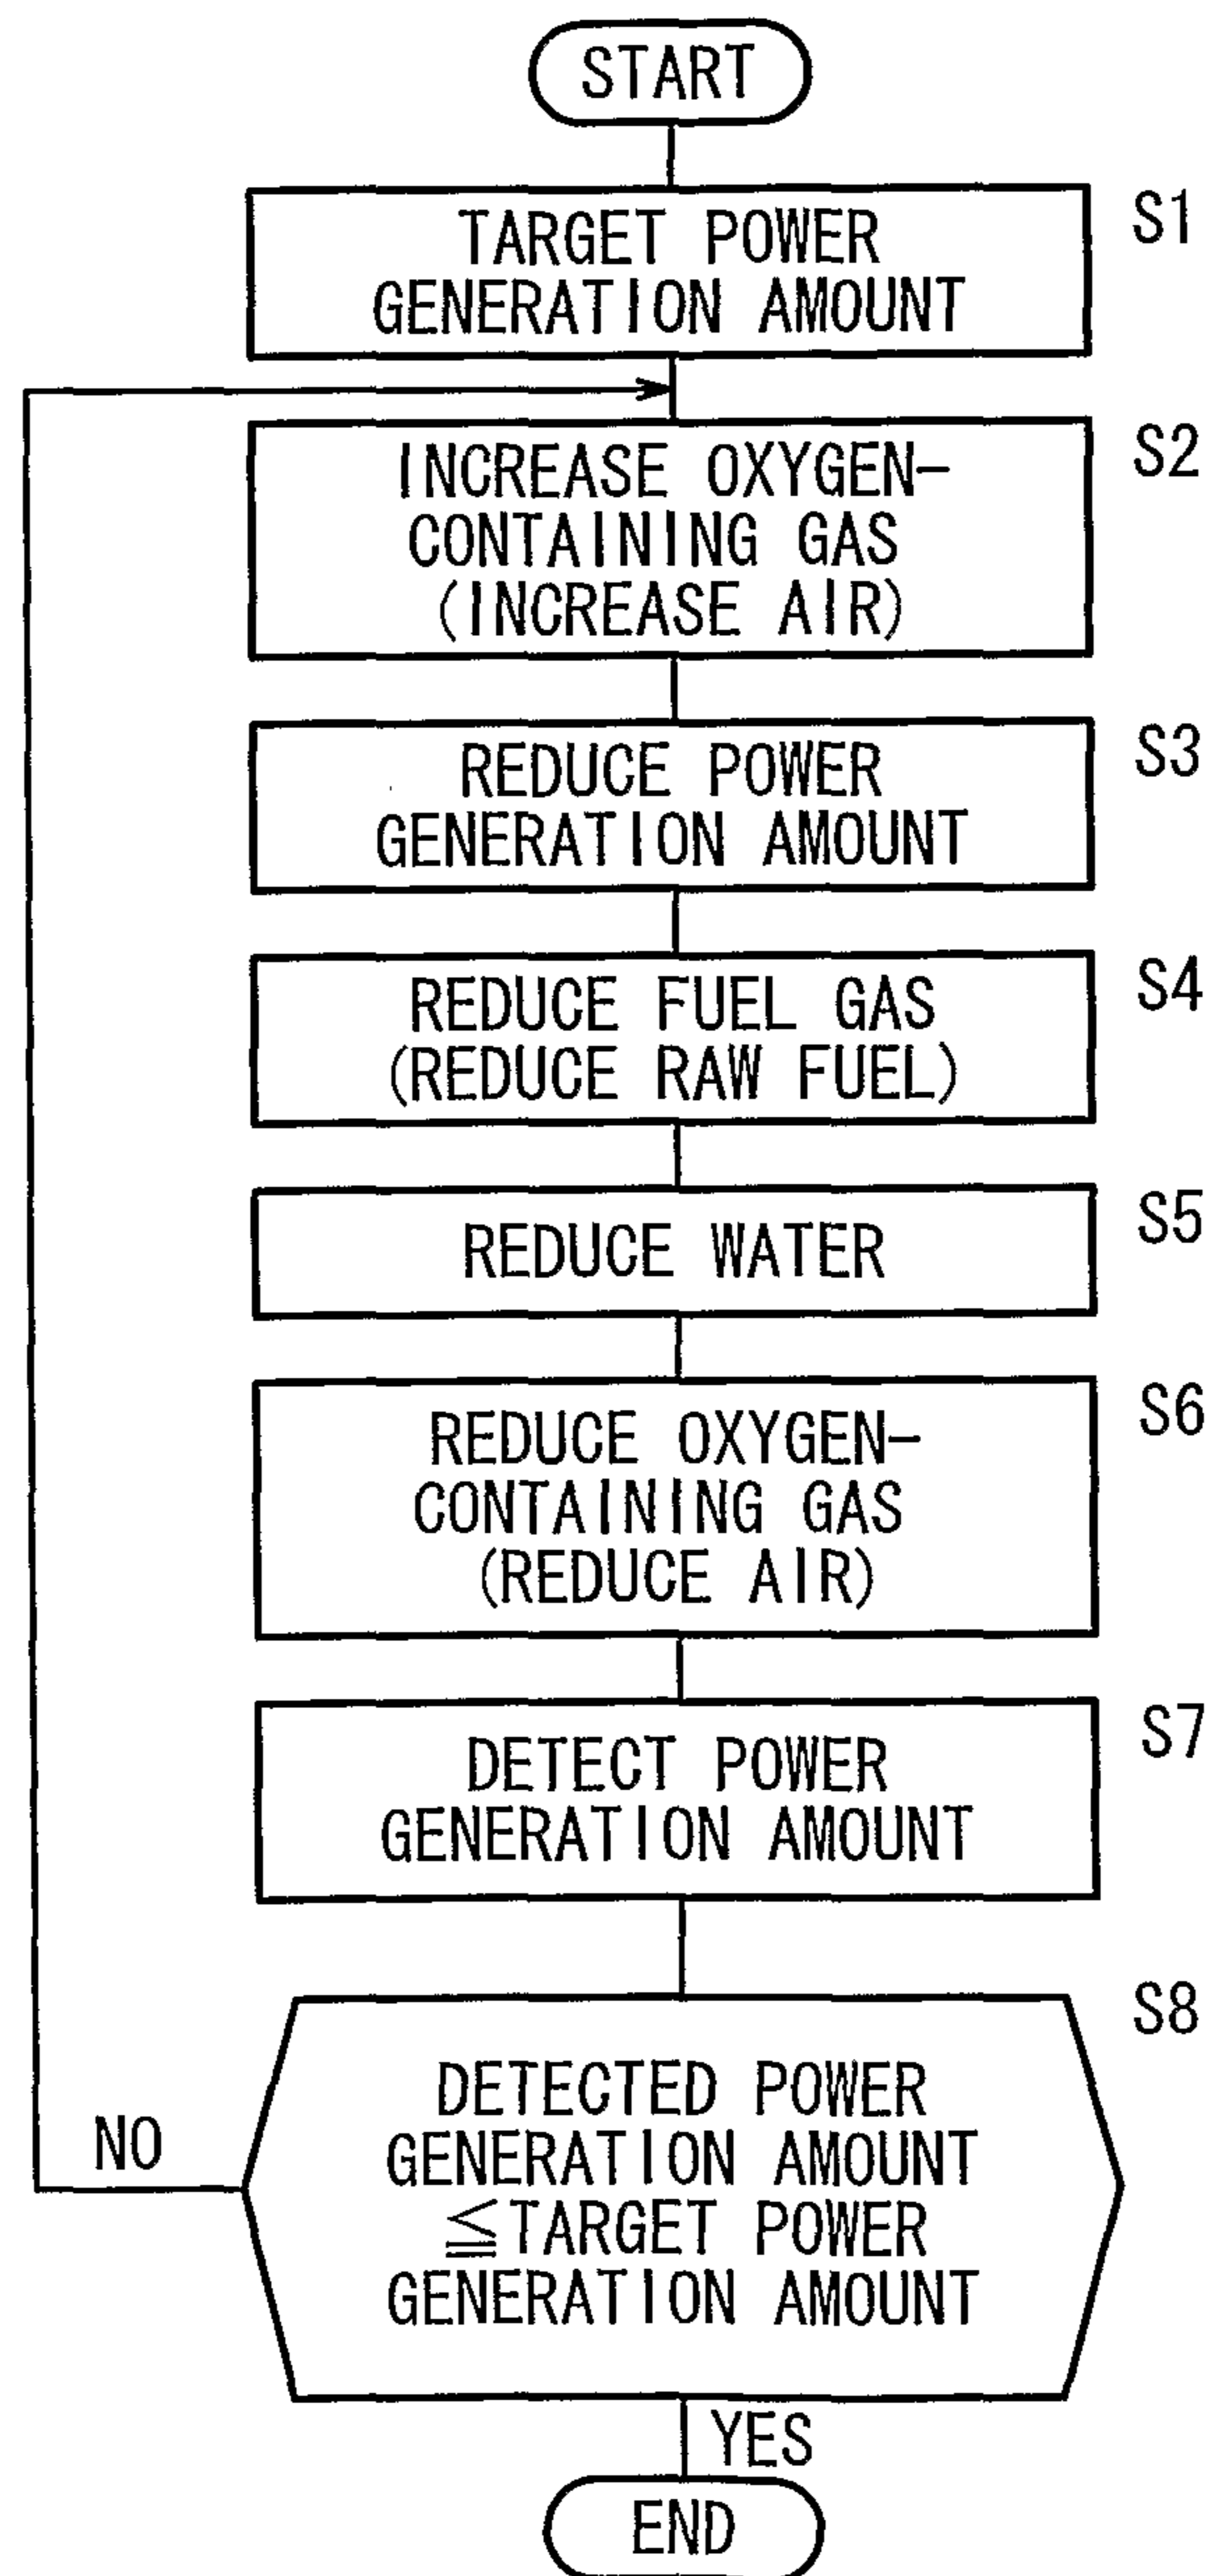 START
TARGET POWER
GENERATION AMOUNT
S1
INCREASE OXYGEN-
CONTAINING GAS
(INCREASE AIR)
S2
REDUCE POWER
GENERATION AMOUNT
S3
REDUCE FUEL GAS
(REDUCE RAW FUEL)
S4
REDUCE WATER
S5
REDUCE OXYGEN-
CONTAINING GAS
(REDUCE AIR)
S6
DETECT POWER
GENERATION AMOUNT
S7
DETECTED POWER
GENERATION AMOUNT
≦TARGET POWER
GENERATION AMOUNT
S8
NO
YES
END